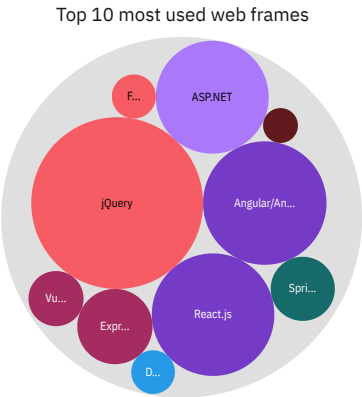 Top 10 most used web frames
ASP.NET
F...
jQuery
Angular/An...
Spri...
Vu...
React.js
Expr...
D...